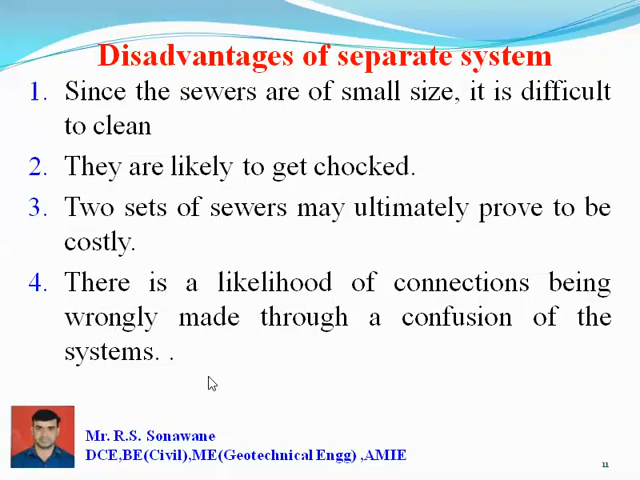 Disadvantages of separate system
1. Since the sewers are of small size, it is difficult
to clean
2. They are likely to get chocked.
3. Two sets of sewers may ultimately prove to be
costly.
4. There is a likelihood of connections being
wrongly made through a confusion of the
systems. .
Mr. R.S. Sonawane
DCE,BE(Civil),ME(Geotechnical Engg) ,AMIE
11